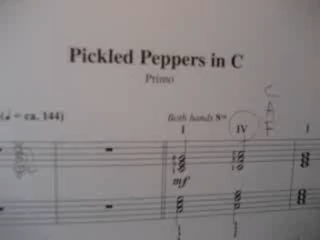 Pickled Peppers in C
Primo
(♩ = ca. 144)
Both hands 8va
C
A
F
I IV I
mf